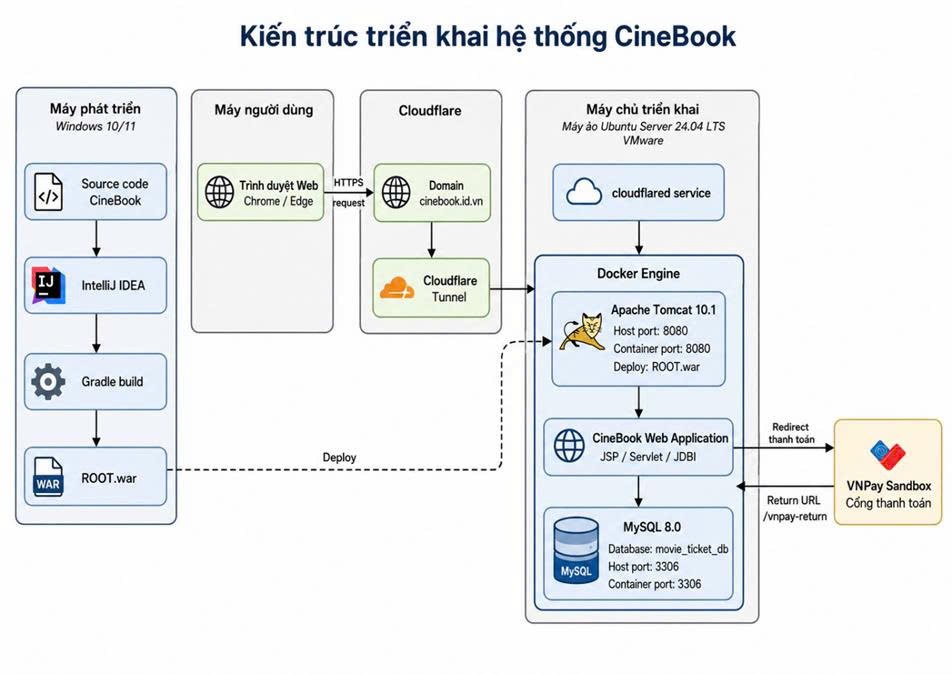 Kiến trúc triển khai hệ thống CineBook
Máy phát triển
Windows 10/11
Source code
CineBook
IJ
IntelliJ IDEA
Gradle build
WAR
ROOT.war
Máy người dùng
Trình duyệt Web
Chrome / Edge
HTTPS
request
Cloudflare
Domain
cinebook.id.vn
Cloudflare
Tunnel
Deploy
Máy chủ triển khai
Máy ảo Ubuntu Server 24.04 LTS
VMware
cloudflared service
Docker Engine
Apache Tomcat 10.1
Host port: 8080
Container port: 8080
Deploy: ROOT.war
CineBook Web Application
JSP / Servlet / JDBI
MySQL 8.0
MySQL
Database: movie_ticket_db
Host port: 3306
Container port: 3306
Redirect
thanh toán
Return URL
/vnpay-return
VNPay Sandbox
Cổng thanh toán